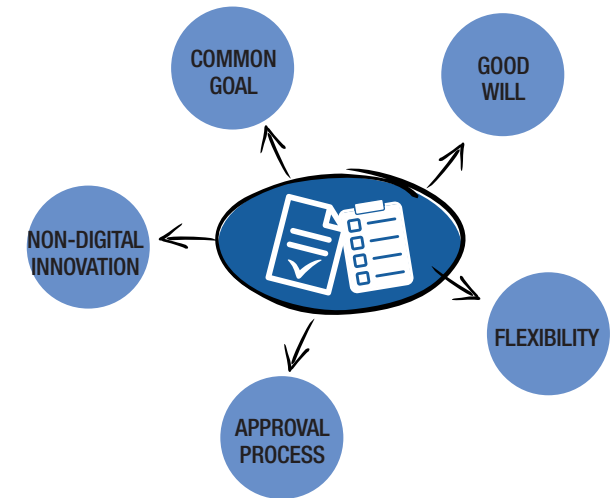 COMMON
GOAL
GOOD
WILL
NON-DIGITAL
INNOVATION
FLEXIBILITY
APPROVAL
PROCESS